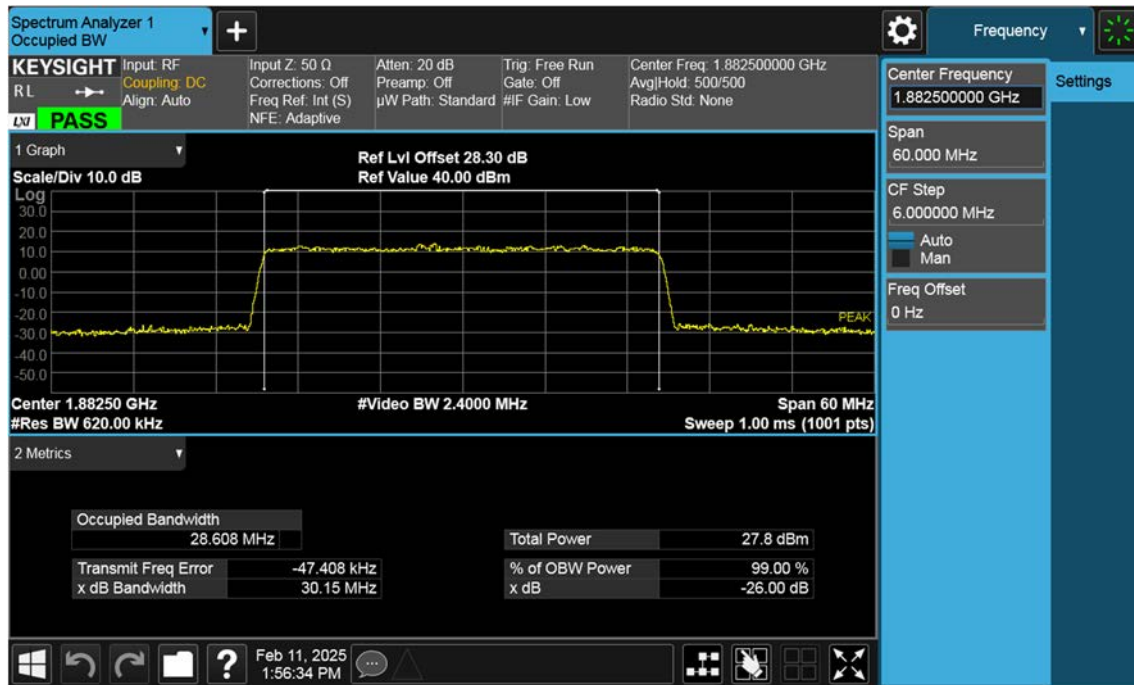 Spectrum Analyzer 1
Occupied BW
Frequency
KEYSIGHT
R L
LXI PASS
Input: RF
Coupling: DC
Align: Auto
Input Z: 50 Ω
Corrections: Off
Freq Ref: Int (S)
NFE: Adaptive
Atten: 20 dB
Preamp: Off
µW Path: Standard
Trig: Free Run
Gate: Off
#IF Gain: Low
Center Freq: 1.882500000 GHz
Avg|Hold: 500/500
Radio Std: None
Center Frequency
1.882500000 GHz
Settings
Span
60.000 MHz
CF Step
6.000000 MHz
Auto
Man
Freq Offset
0 Hz
1 Graph
Ref Lvl Offset 28.30 dB
Scale/Div 10.0 dB
Ref Value 40.00 dBm
Log
30.0
20.0
10.0
0.00
-10.0
-20.0
-30.0
-40.0
-50.0
PEAK
Center 1.88250 GHz
#Video BW 2.4000 MHz
Span 60 MHz
#Res BW 620.00 kHz
Sweep 1.00 ms (1001 pts)
2 Metrics
Occupied Bandwidth
28.608 MHz
Total Power 27.8 dBm
Transmit Freq Error -47.408 kHz
% of OBW Power 99.00 %
x dB Bandwidth 30.15 MHz
x dB -26.00 dB
?
Feb 11, 2025
1:56:34 PM